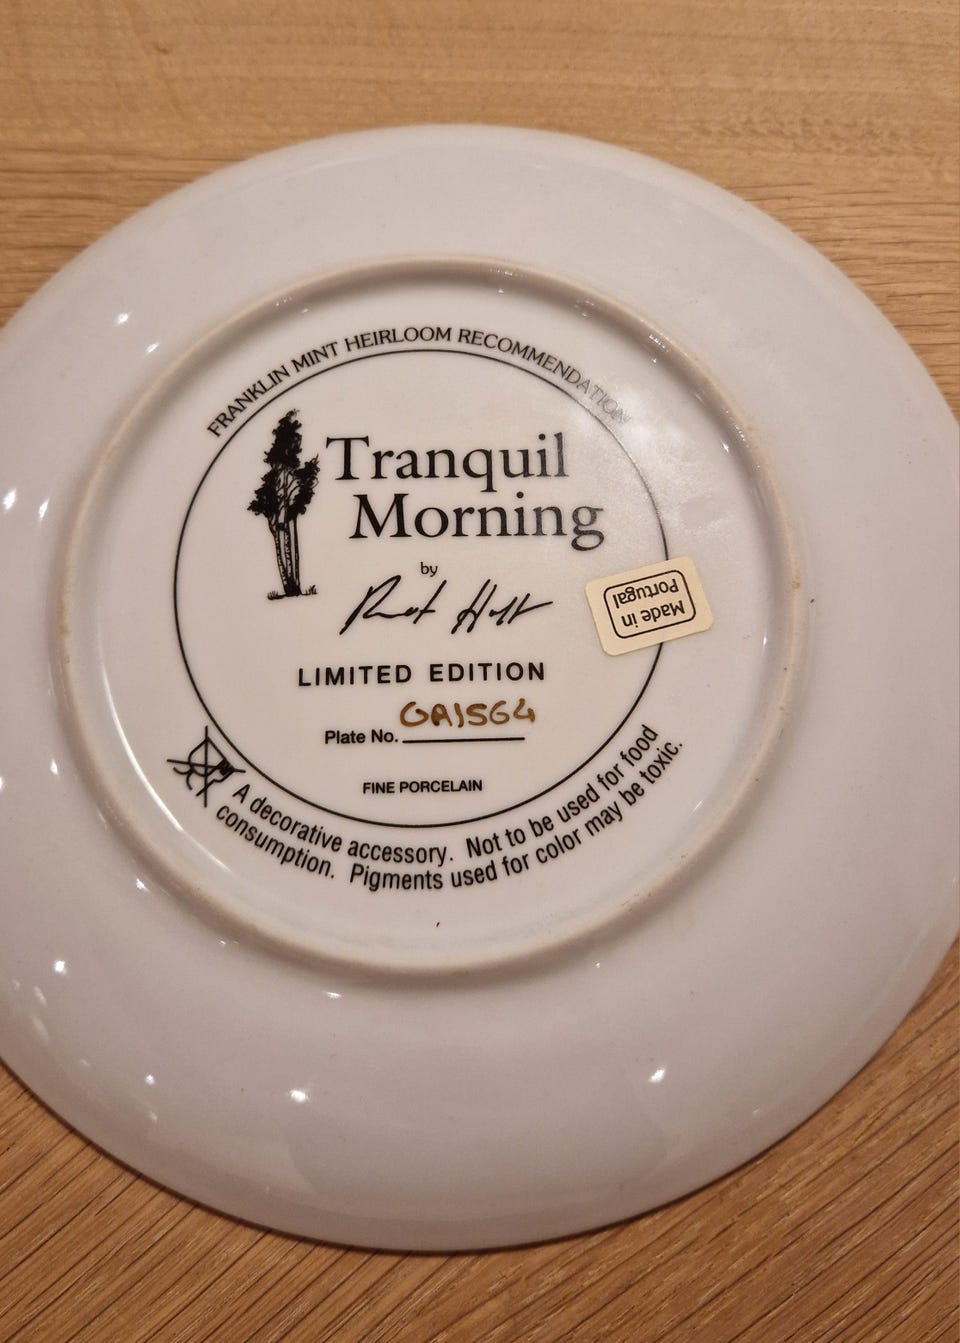 FRANKLIN MINT HEIRLOOM RECOMMENDATION
Tranquil
Morning
by
LIMITED EDITION
Plate No. GA1564
FINE PORCELAIN
A decorative accessory. Not to be used for food
consumption. Pigments used for color may be toxic.
Made in
Portugal